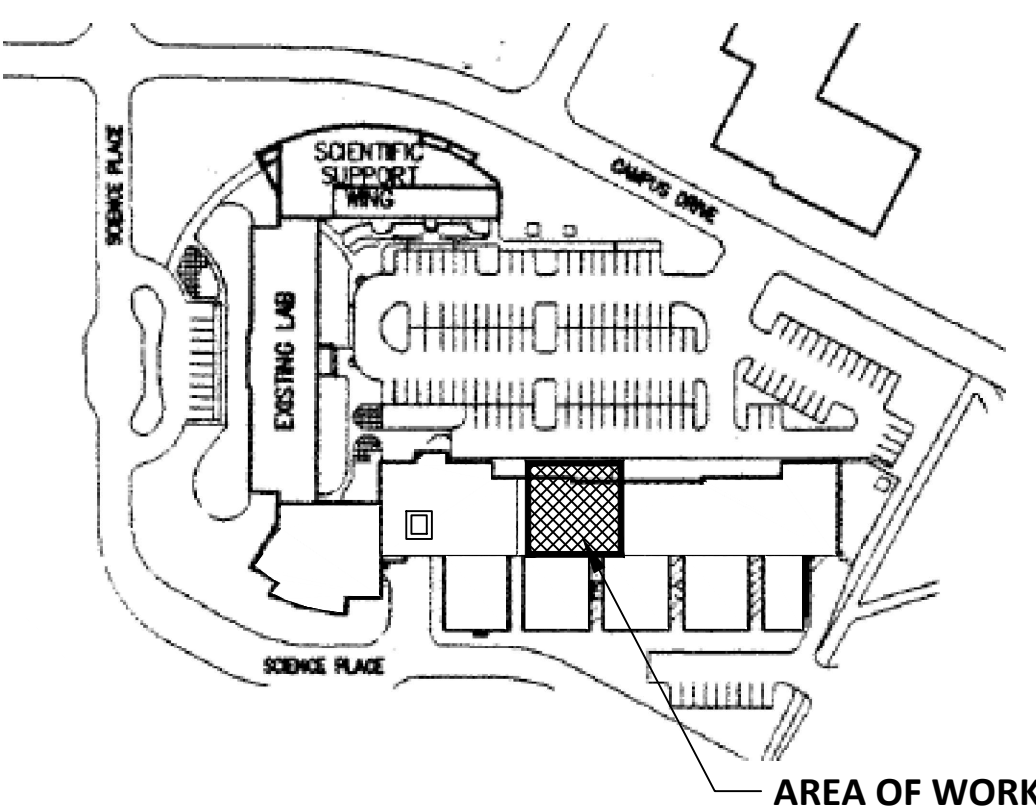 SCIENCE PLACE
SCIENTIFIC
SUPPORT
WING
CAMPUS DRIVE
EXISTING LAB
SCIENCE PLACE
AREA OF WORK